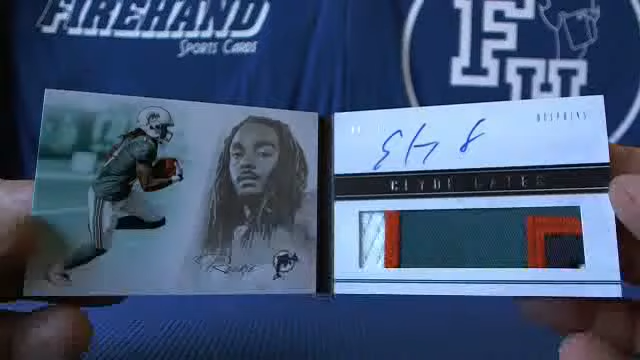 FIREHAND
SPORTS CARDS
FH
DOLPHINS
CLYDE GATES